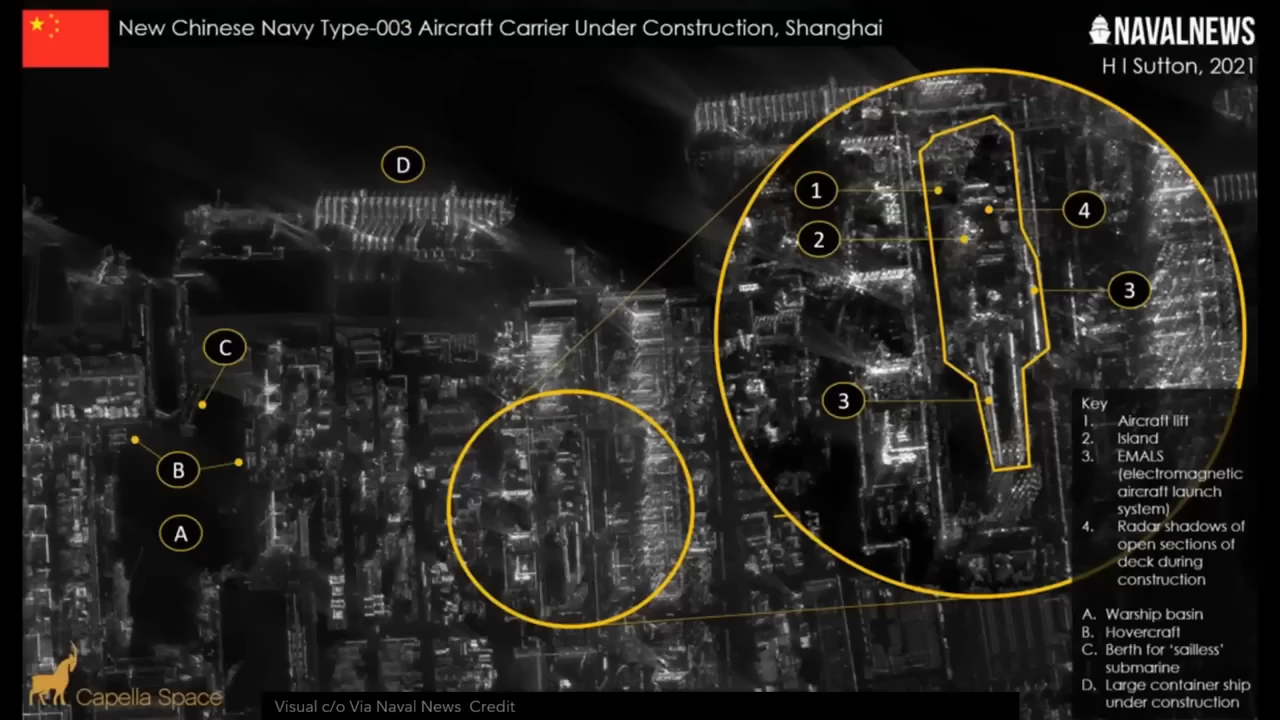 New Chinese Navy Type-003 Aircraft Carrier Under Construction, Shanghai
NAVALNEWS
H I Sutton, 2021
D
1
4
2
3
C
3
B
A
Key
1. Aircraft lift
2. Island
3. EMALS
(electromagnetic
aircraft launch
system)
4. Radar shadows of
open sections of
deck during
construction
A. Warship basin
B. Hovercraft
C. Berth for 'sailless'
submarine
D. Large container ship
under construction
Capella Space
Visual c/o Via Naval News Credit